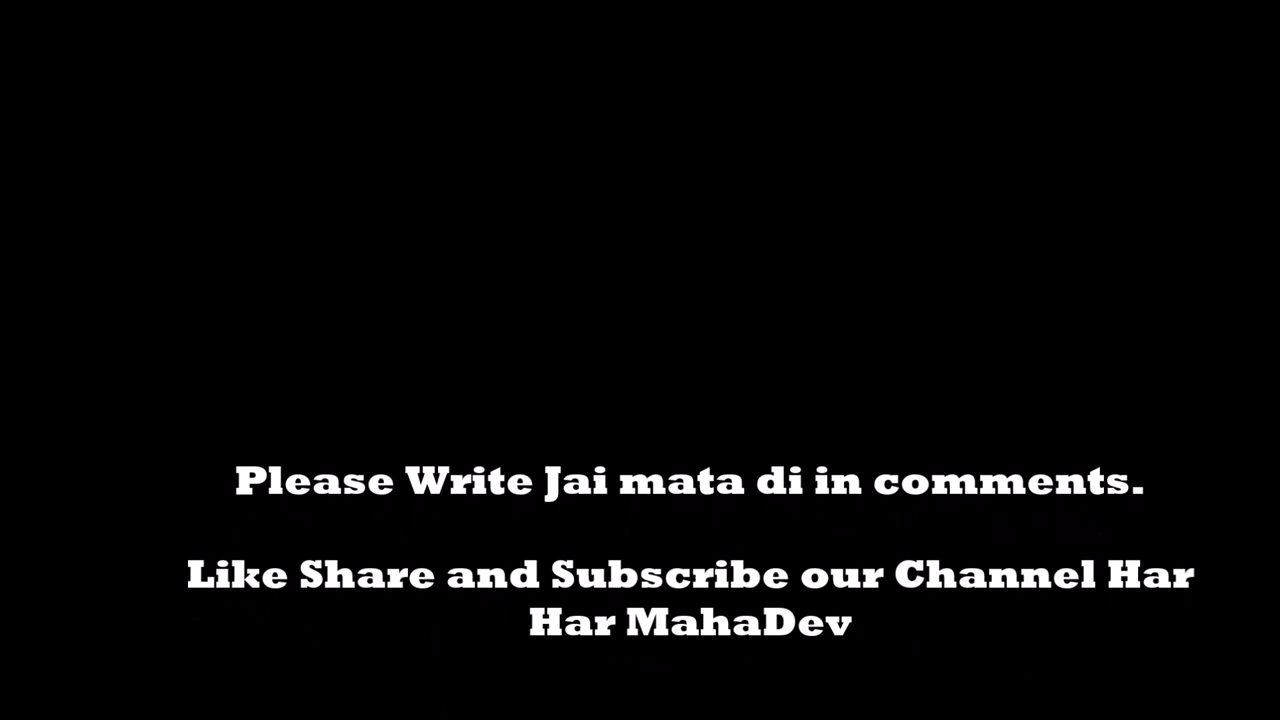 Please Write Jai mata di in comments.
Like Share and Subscribe our Channel Har
Har MahaDev